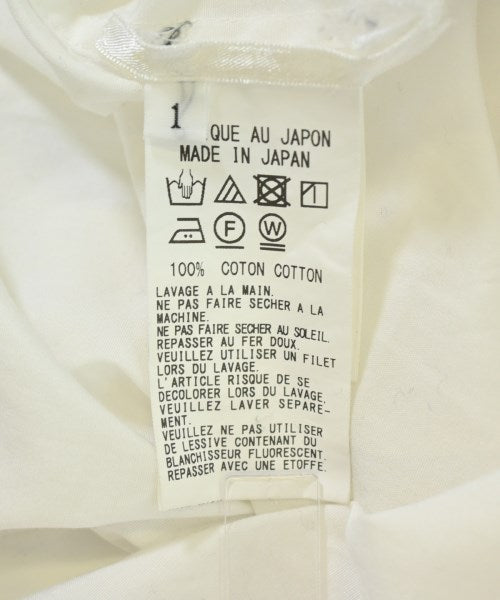 1
QUE AU JAPON
MADE IN JAPAN
F W
100% COTON COTTON
LAVAGE A LA MAIN.
NE PAS FAIRE SECHER A LA
MACHINE.
NE PAS FAIRE SECHER AU SOLEIL.
REPASSER AU FER DOUX.
VEUILLEZ UTILISER UN FILET
LORS DU LAVAGE.
L'ARTICLE RISQUE DE SE
DECOLORER LORS DU LAVAGE.
VEUILLEZ LAVER SEPARE-
MENT.
VEUILLEZ NE PAS UTILISER
DE LESSIVE CONTENANT DU
BLANCHISSEUR FLUORESCENT.
REPASSER AVEC UNE ETOFFE.